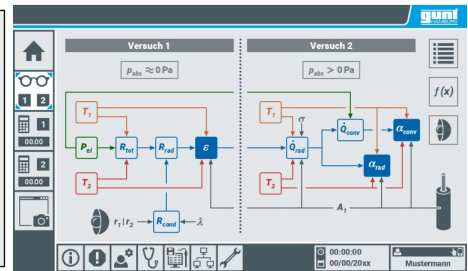 gunt
HAMBURG
Versuch 1
Versuch 2
p_abs ≈ 0 Pa
p_abs > 0 Pa
T_1
P_el
R_tot
R_rad
ε
T_2
r_1 | r_2
R_cond
λ
T_1
σ
Q̇_rad
Q̇_conv
α_conv
T_2
α_rad
A_1
1 2
1
00.00
2
00.00
f(x)
00:00:00
00/00/20xx
Mustermann